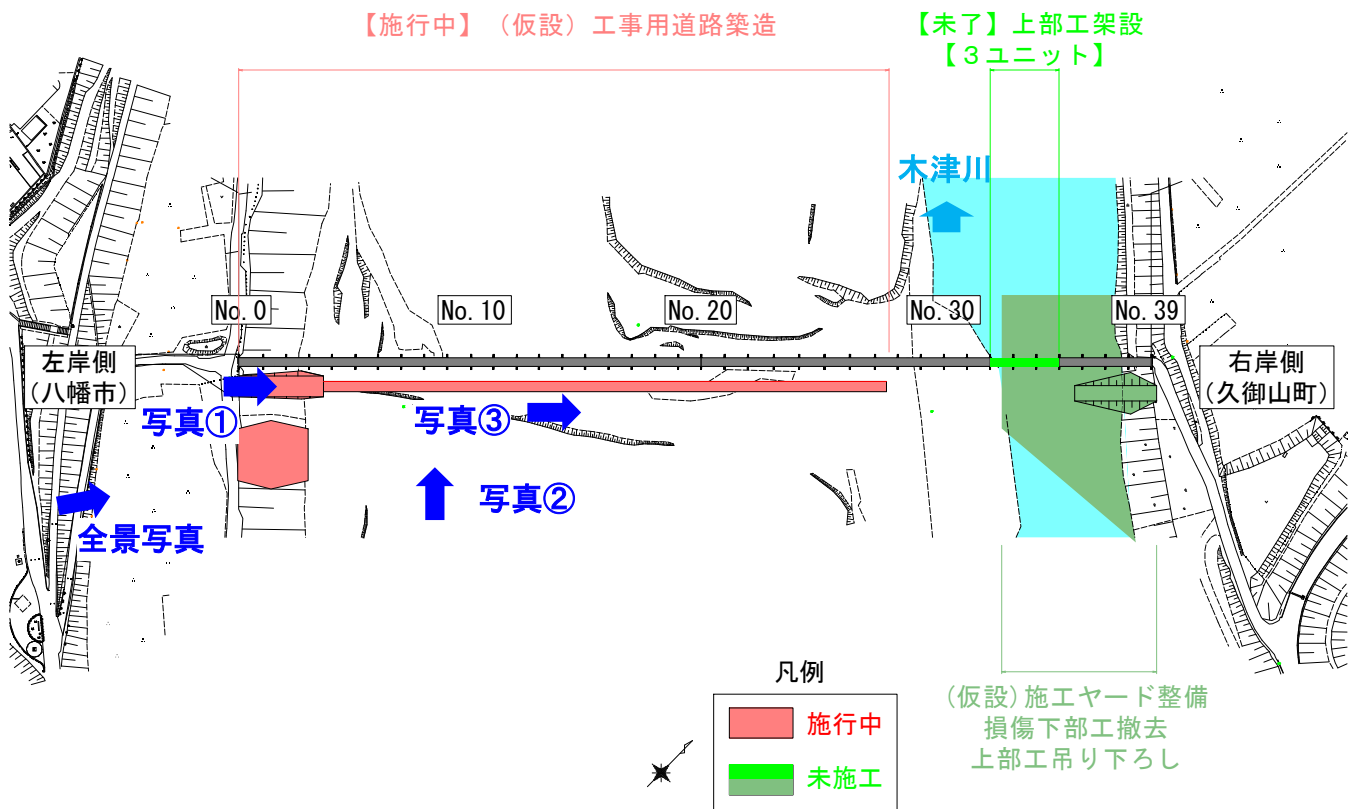 【施行中】（仮設）工事用道路築造
【未了】上部工架設
【３ユニット】
木津川
No.0
No.10
No.20
No.30
No.39
左岸側
（八幡市）
右岸側
（久御山町）
写真①
写真③
写真②
全景写真
凡例
施行中
未施工
（仮設）施工ヤード整備
損傷下部工撤去
上部工吊り下ろし